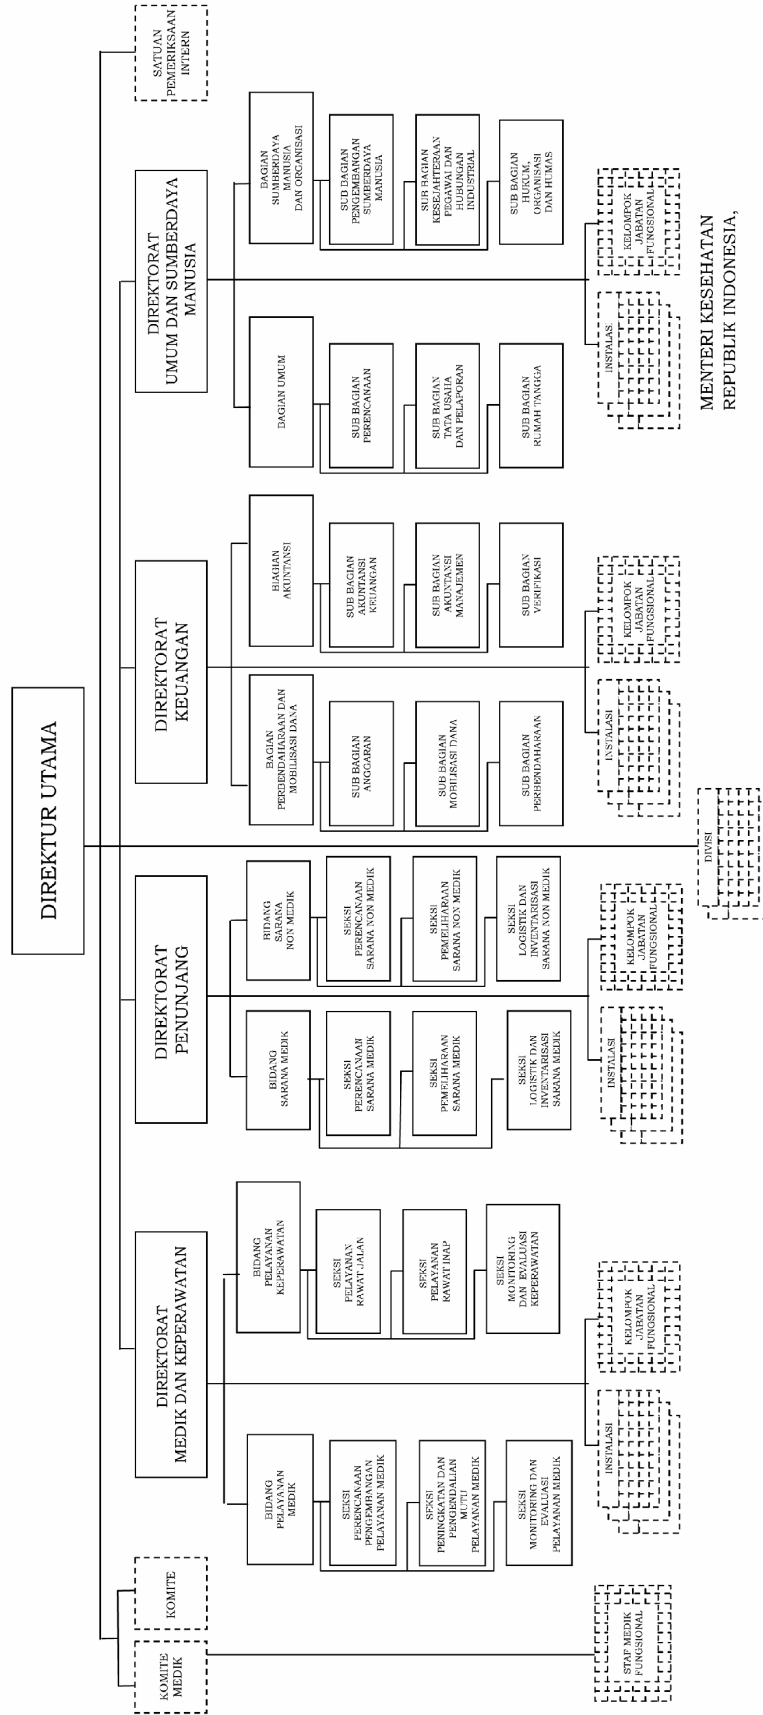 DIREKTUR UTAMA
KOMITE
MEDIK
KOMITE
DIREKTORAT
MEDIK DAN KEPERAWATAN
DIREKTORAT
PENUNJANG
DIREKTORAT
KEUANGAN
DIREKTORAT
UMUM DAN SUMBERDAYA
MANUSIA
SATUAN
PEMERIKSAAN
INTERN
BIDANG
PELAYANAN
MEDIK
SEKSI
PERENCANAAN
PENGEMBANGAN
PELAYANAN MEDIK
SEKSI
PENINGKATAN DAN
PENGENDALIAN
MUTU
PELAYANAN MEDIK
SEKSI
MONITORING DAN
EVALUASI
PELAYANAN MEDIK
BIDANG
PELAYANAN
KEPERAWATAN
SEKSI
PELAYANAN
RAWAT JALAN
SEKSI
PELAYANAN
RAWAT INAP
SEKSI
MONITORING
DAN EVALUASI
KEPERAWATAN
BIDANG
SARANA MEDIK
SEKSI
PERENCANAAN
SARANA MEDIK
SEKSI
PEMELIHARAAN
SARANA MEDIK
SEKSI
LOGISTIK DAN
INVENTARISASI
SARANA MEDIK
BIDANG
SARANA
NON MEDIK
SEKSI
PERENCANAAN
SARANA NON MEDIK
SEKSI
PEMELIHARAAN
SARANA NON MEDIK
SEKSI
LOGISTIK DAN
INVENTARISASI
SARANA NON MEDIK
BAGIAN
PERBENDAHARAAN DAN
MOBILISASI DANA
SUB BAGIAN
ANGGARAN
SUB BAGIAN
MOBILISASI DANA
SUB BAGIAN
PERBENDAHARAAN
BIAGIAN
AKUNTANSI
SUB BAGIAN
AKUNTANSI
KEUANGAN
SUB BAGIAN
AKUNTANSI
MANAJEMEN
SUB BAGIAN
VERIFIKASI
BAGIAN UMUM
SUB BAGIAN
PERENCANAAN
SUB BAGIAN
TATA USAHA
DAN PELAPORAN
SUB BAGIAN
RUMAH TANGGA
BAGIAN
SUMBERDAYA
MANUSIA
DAN ORGANISASI
SUB BAGIAN
PENGEMBANGAN
SUMBERDAYA
MANUSIA
SUB BAGIAN
KESEJAHTERAAN
PEGAWAI DAN
HUBUNGAN
INDUSTRIAL
SUB BAGIAN
HUKUM,
ORGANISASI
DAN HUMAS
STAF MEDIK
FUNGSIONAL
INSTALASI
KELOMPOK
JABATAN
FUNGSIONAL
INSTALASI
KELOMPOK
JABATAN
FUNGSIONAL
INSTALASI
KELOMPOK
JABATAN
FUNGSIONAL
INSTALASI
KELOMPOK
JABATAN
FUNGSIONAL
DIVISI
MENTERI KESEHATAN
REPUBLIK INDONESIA,